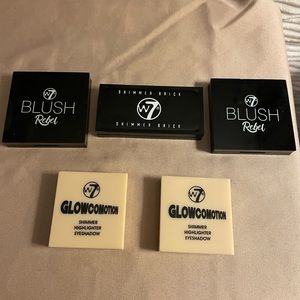 W7
BLUSH
Rebel
SHIMMER BRICK
W7
SHIMMER BRICK
W7
BLUSH
Rebel
W7
GLOWCOMOTION
SHIMMER
HIGHLIGHTER
EYESHADOW
W7
GLOWCOMOTION
SHIMMER
HIGHLIGHTER
EYESHADOW